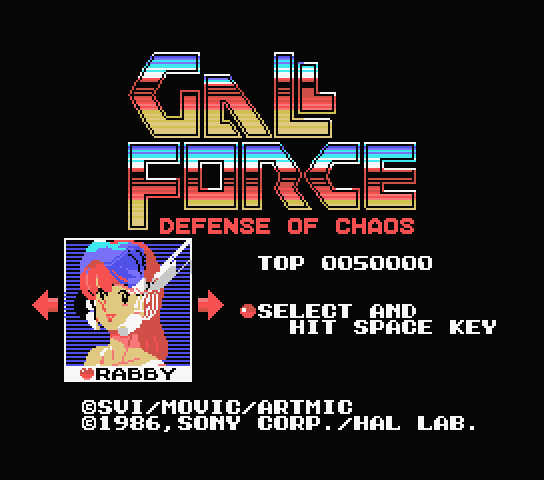 GALL
FORCE
DEFENSE OF CHAOS
TOP 0050000
SELECT AND
HIT SPACE KEY
RABBY
©SVI/MOVIC/ARTMIC
©1986,SONY CORP./HAL LAB.